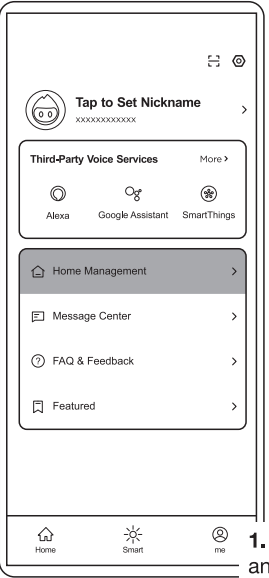 Tap to Set Nickname
xxxxxxxxxxxx
Third-Party Voice Services More
Alexa Google Assistant SmartThings
Home Management
Message Center
FAQ & Feedback
Featured
Home Smart me
1.
an